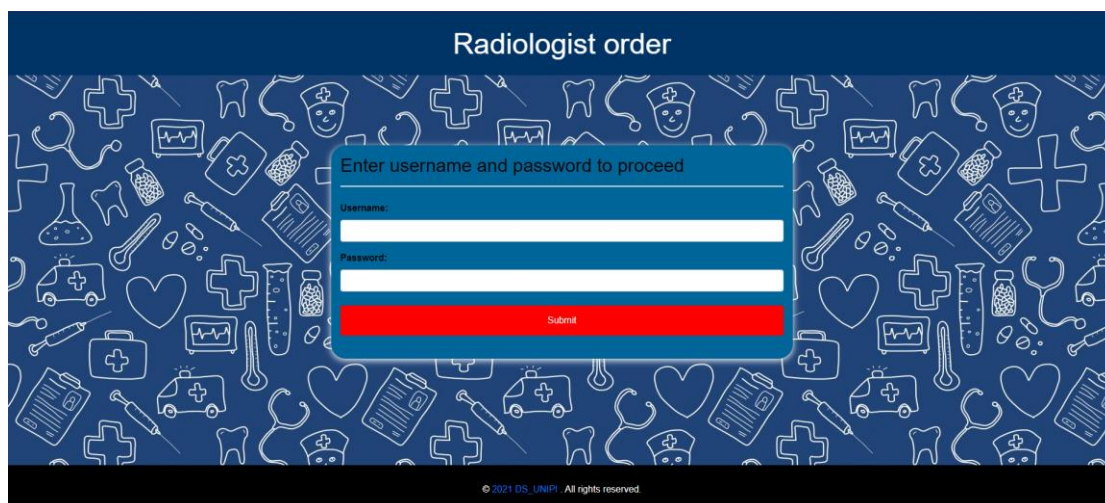 Radiologist order
Enter username and password to proceed
Username:
Password:
Submit
© 2021 DS_UNIPI . All rights reserved.